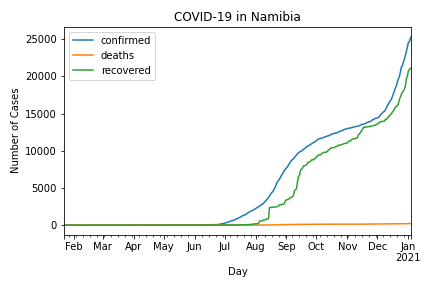 COVID-19 in Namibia
confirmed
deaths
recovered
Number of Cases
25000
20000
15000
10000
5000
0
Feb Mar Apr May Jun Jul Aug Sep Oct Nov Dec Jan
2021
Day